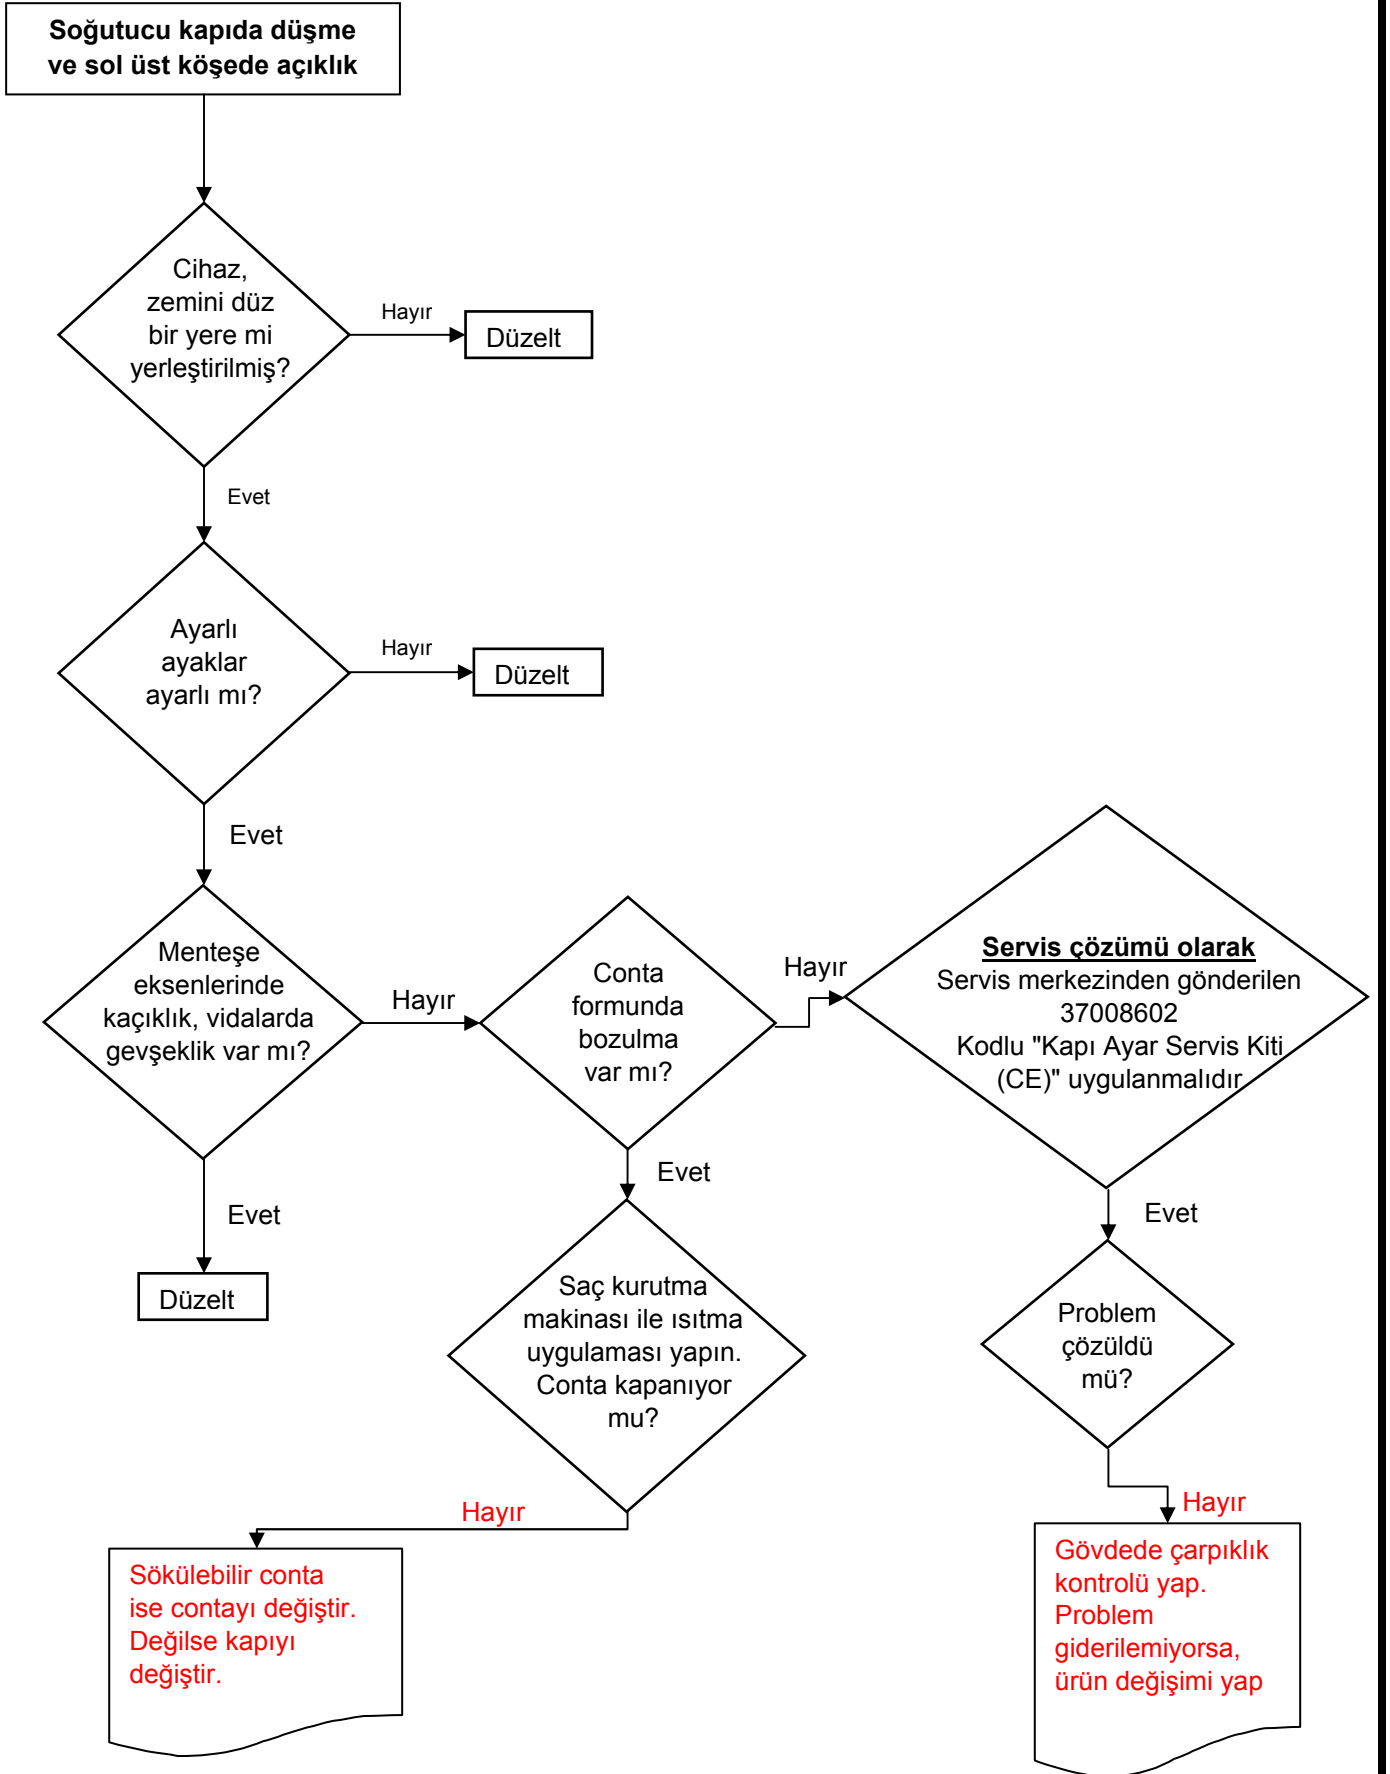 Soğutucu kapıda düşme
ve sol üst köşede açıklık
Cihaz,
zemini düz
bir yere mi
yerleştirilmiş?
Hayır
Düzelt
Evet
Ayarlı
ayaklar
ayarlı mı?
Hayır
Düzelt
Evet
Menteşe
eksenlerinde
kaçıklık, vidalarda
gevşeklik var mı?
Hayır
Conta
formunda
bozulma
var mı?
Hayır
Servis çözümü olarak
Servis merkezinden gönderilen
37008602
Kodlu "Kapı Ayar Servis Kiti
(CE)" uygulanmalıdır
Evet
Düzelt
Evet
Saç kurutma
makinası ile ısıtma
uygulaması yapın.
Conta kapanıyor
mu?
Evet
Problem
çözüldü
mü?
Hayır
Sökülebilir conta
ise contayı değiştir.
Değilse kapıyı
değiştir.
Hayır
Gövdede çarpıklık
kontrolü yap.
Problem
giderilemiyorsa,
ürün değişimi yap